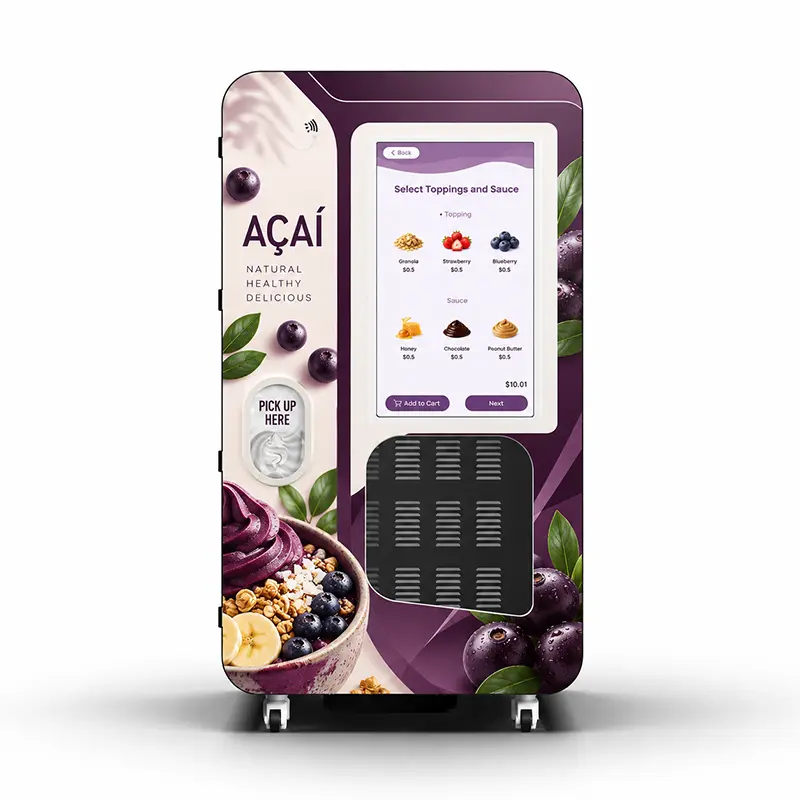 AÇAÍ
NATURAL
HEALTHY
DELICIOUS
PICK UP
HERE
Back
Select Toppings and Sauce
• Topping
Granola
$0.5
Strawberry
$0.5
Blueberry
$0.5
Sauce
Honey
$0.5
Chocolate
$0.5
Peanut Butter
$0.5
$10.01
Add to Cart
Next